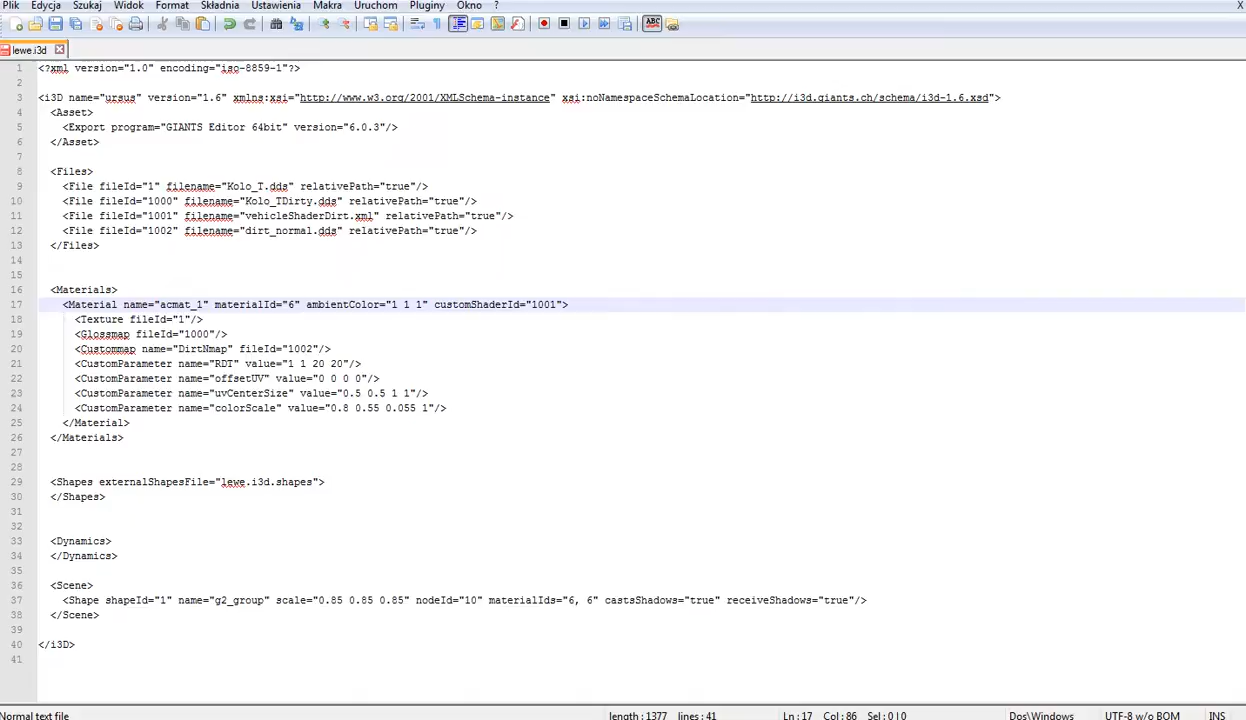 Plik Edycja Szukaj Widok Format Składnia Ustawienia Makra Uruchom Pluginy Okno ? X
ABC
lewe.i3d
1 <?xml version="1.0" encoding="iso-8859-1"?>
2
3 <i3D name="ursus" version="1.6" xmlns:xsi="http://www.w3.org/2001/XMLSchema-instance" xsi:noNamespaceSchemaLocation="http://i3d.giants.ch/schema/i3d-1.6.xsd">
4 <Asset>
5 <Export program="GIANTS Editor 64bit" version="6.0.3"/>
6 </Asset>
7
8 <Files>
9 <File fileId="1" filename="Kolo_T.dds" relativePath="true"/>
10 <File fileId="1000" filename="Kolo_TDirty.dds" relativePath="true"/>
11 <File fileId="1001" filename="vehicleShaderDirt.xml" relativePath="true"/>
12 <File fileId="1002" filename="dirt_normal.dds" relativePath="true"/>
13 </Files>
14
15
16 <Materials>
17 <Material name="acmat_1" materialId="6" ambientColor="1 1 1" customShaderId="1001">
18 <Texture fileId="1"/>
19 <Glossmap fileId="1000"/>
20 <Custommap name="DirtNmap" fileId="1002"/>
21 <CustomParameter name="RDT" value="1 1 20 20"/>
22 <CustomParameter name="offsetUV" value="0 0 0 0"/>
23 <CustomParameter name="uvCenterSize" value="0.5 0.5 1 1"/>
24 <CustomParameter name="colorScale" value="0.8 0.55 0.055 1"/>
25 </Material>
26 </Materials>
27
28
29 <Shapes externalShapesFile="lewe.i3d.shapes">
30 </Shapes>
31
32
33 <Dynamics>
34 </Dynamics>
35
36 <Scene>
37 <Shape shapeId="1" name="g2_group" scale="0.85 0.85 0.85" nodeId="10" materialIds="6, 6" castsShadows="true" receiveShadows="true"/>
38 </Scene>
39
40 </i3D>
41
Normal text file length : 1377 lines : 41 Ln : 17 Col : 86 Sel : 0 | 0 Dos\Windows UTF-8 w/o BOM INS